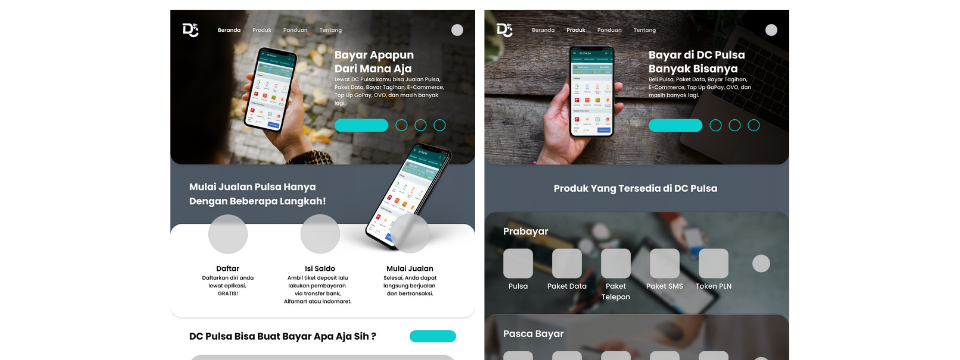 DC
Beranda Produk Panduan Tentang
Bayar Apapun
Dari Mana Aja
Lewat DC Pulsa kamu bisa Jualan Pulsa,
Paket Data, Bayar Tagihan, E-Commerce,
Top Up GoPay, OVO, dan masih banyak
lagi.
Mulai Jualan Pulsa Hanya
Dengan Beberapa Langkah!
Daftar
Daftarkan diri anda
lewat aplikasi,
GRATIS!
Isi Saldo
Ambil tiket deposit lalu
lakukan pembayaran
via transfer bank,
Alfamart atau Indomaret.
Mulai Jualan
Selesai, Anda dapat
langsung berjualan
dan bertransaksi.
DC Pulsa Bisa Buat Bayar Apa Aja Sih ?
DC
Beranda Produk Panduan Tentang
Bayar di DC Pulsa
Banyak Bisanya
Beli Pulsa, Paket Data, Bayar Tagihan,
E-Commerce, Top Up GoPay, OVO, dan
masih banyak lagi.
Produk Yang Tersedia di DC Pulsa
Prabayar
Pulsa
Paket Data
Paket
Telepon
Paket SMS
Token PLN
Pasca Bayar